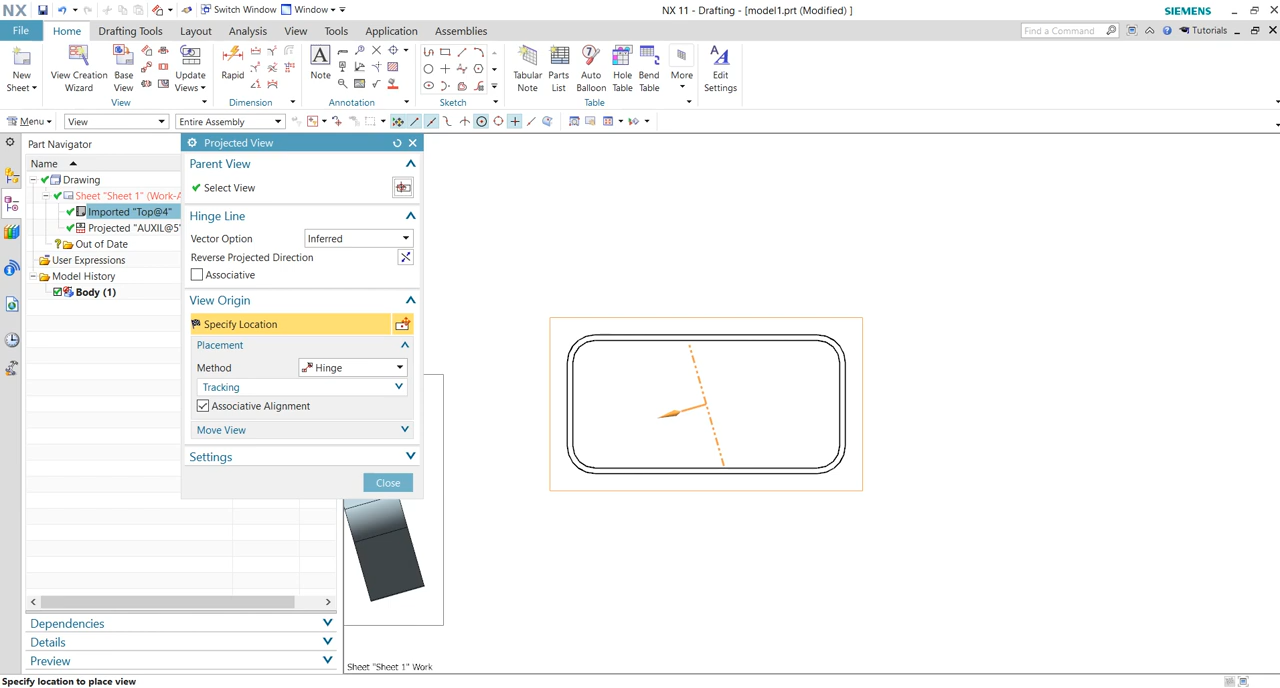 NX Switch Window Window NX 11 - Drafting - [model1.prt (Modified) ] SIEMENS
File Home Drafting Tools Layout Analysis View Tools Application Assemblies Find a Command Tutorials
New Sheet
View Creation Wizard
Base View
Update Views
Rapid
Note
Tabular Note
Parts List
Auto Balloon
Hole Table
Bend Table
More
Edit Settings
View Dimension Annotation Sketch Table
Menu View Entire Assembly
Part Navigator
Name
Drawing
Sheet "Sheet 1" (Work-A
Imported "Top@4"
Projected "AUXIL@5"
Out of Date
User Expressions
Model History
Body (1)
Dependencies
Details
Preview
Projected View
Parent View
Select View
Hinge Line
Vector Option Inferred
Reverse Projected Direction
Associative
View Origin
Specify Location
Placement
Method Hinge
Tracking
Associative Alignment
Move View
Settings
Close
Sheet "Sheet 1" Work
Specify location to place view